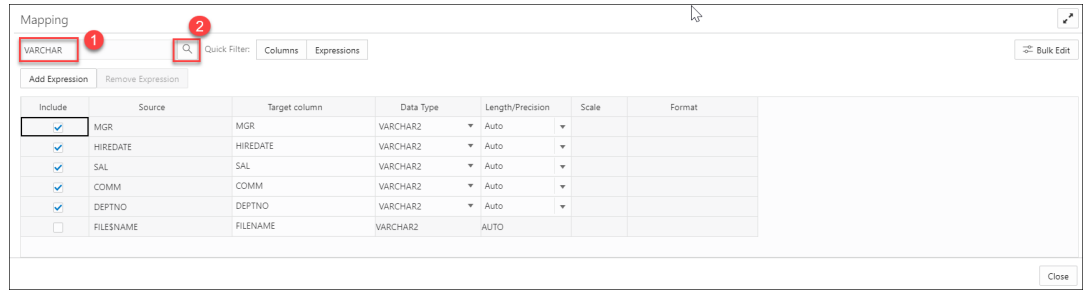 Mapping
1
2
VARCHAR
Quick Filter: Columns Expressions
Bulk Edit
Add Expression Remove Expression
Include Source Target column Data Type Length/Precision Scale Format
MGR MGR VARCHAR2 Auto
HIREDATE HIREDATE VARCHAR2 Auto
SAL SAL VARCHAR2 Auto
COMM COMM VARCHAR2 Auto
DEPTNO DEPTNO VARCHAR2 Auto
FILE$NAME FILENAME VARCHAR2 AUTO
Close